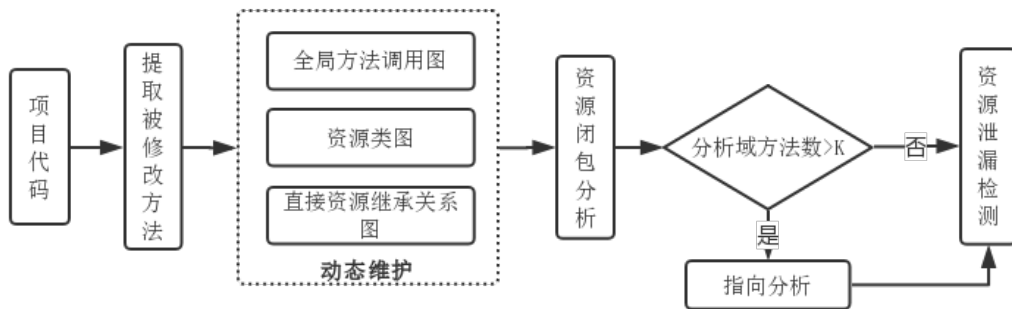 项目代码
提取被修改方法
全局方法调用图
资源类图
直接资源继承关系
图
动态维护
资源闭包分析
分析域方法数>K
否
是
指向分析
资源泄漏检测